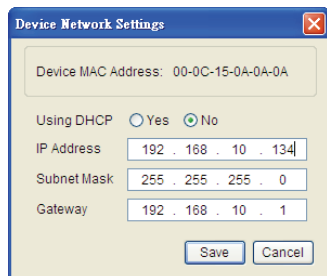 Device Network Settings
Device MAC Address: 00-0C-15-0A-0A-0A
Using DHCP Yes No
IP Address 192 . 168 . 10 . 134
Subnet Mask 255 . 255 . 255 . 0
Gateway 192 . 168 . 10 . 1
Save Cancel